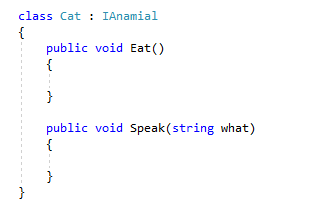 class Cat : IAnamial
{
public void Eat()
{
}
public void Speak(string what)
{
}
}